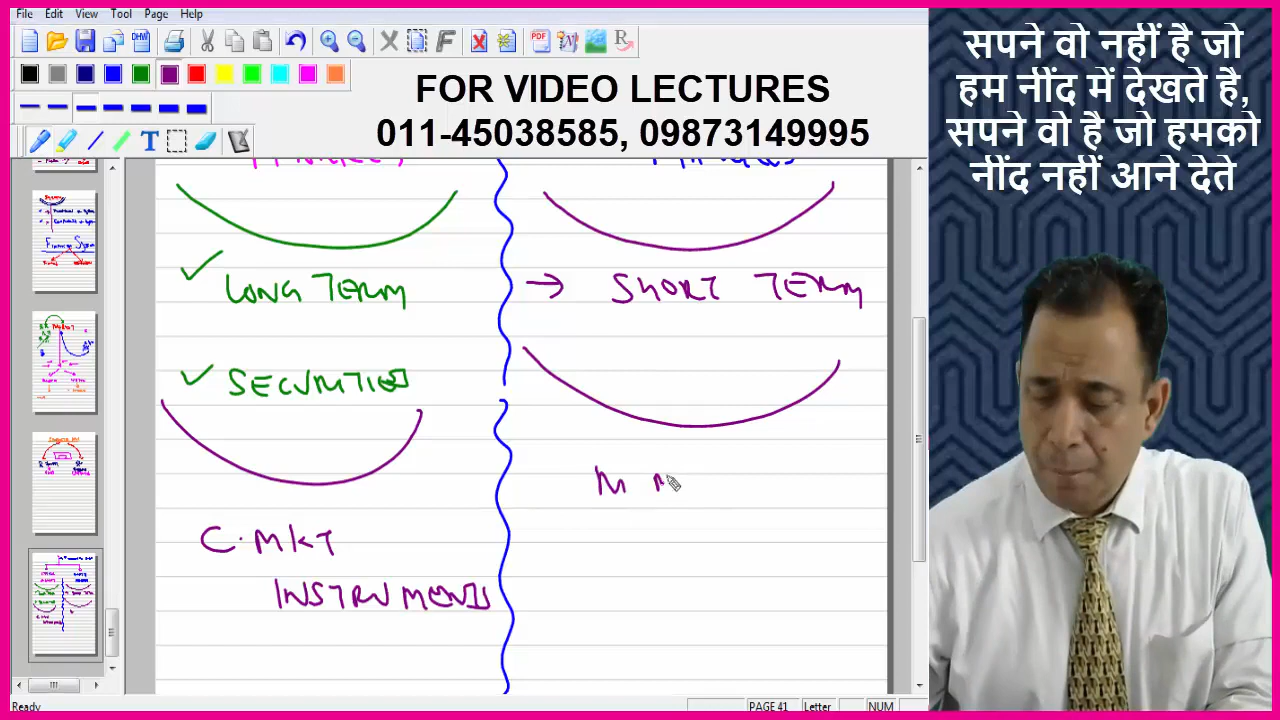 File Edit View Tool Page Help
FOR VIDEO LECTURES
011-45038585, 09873149995
सपने वो नहीं है जो
हम नींद में देखते है,
सपने वो है जो हमको
नींद नहीं आने देते
✓ LONG TERM
✓ SECURITIES
C. MKT
INSTRUMENTS
→ SHORT TERM
M
Ready
PAGE 41 Letter NUM